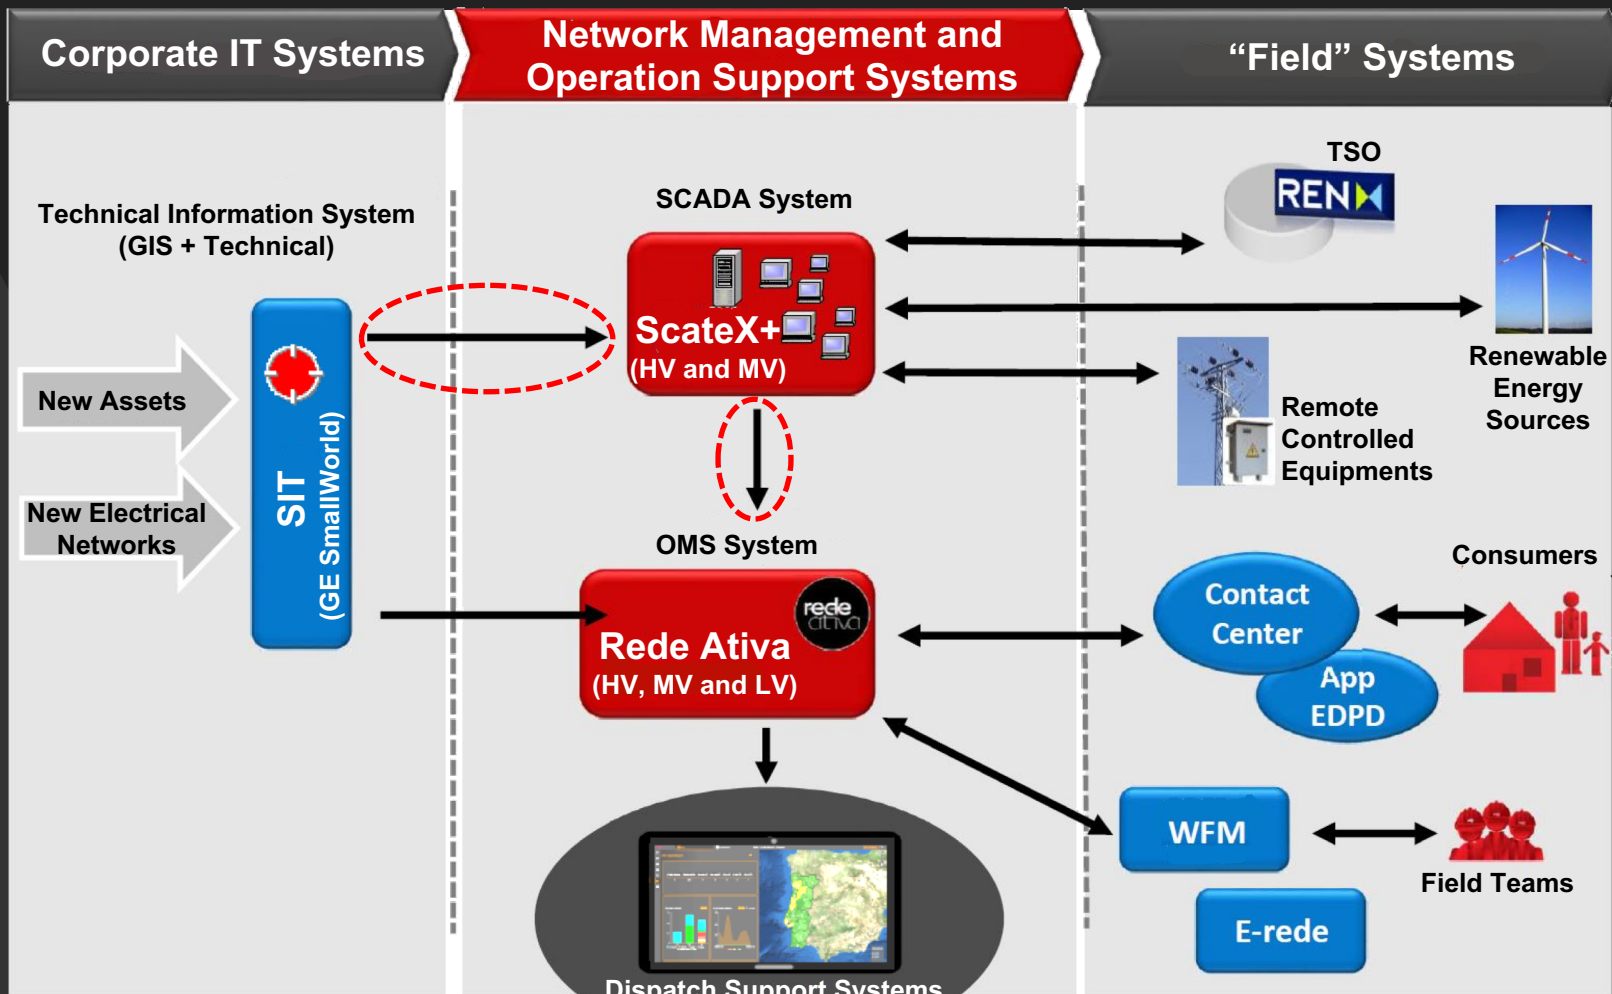 Corporate IT Systems
Network Management and
Operation Support Systems
“Field” Systems
Technical Information System
(GIS + Technical)
New Assets
New Electrical
Networks
SIT
(GE SmallWorld)
SCADA System
ScateX+
(HV and MV)
OMS System
rede
ativa
Rede Ativa
(HV, MV and LV)
Dispatch Support Systems
TSO
REN
Renewable
Energy
Sources
Remote
Controlled
Equipments
Consumers
Contact
Center
App
EDPD
WFM
Field Teams
E-rede